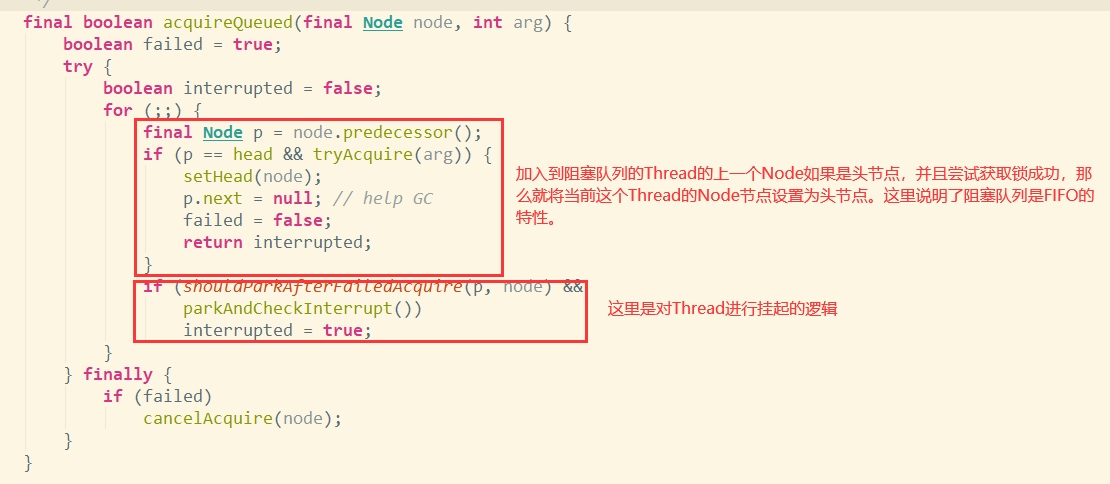 */
final boolean acquireQueued(final Node node, int arg) {
boolean failed = true;
try {
boolean interrupted = false;
for (;;) {
final Node p = node.predecessor();
if (p == head && tryAcquire(arg)) {
setHead(node);
p.next = null; // help GC
failed = false;
return interrupted;
}
加入到阻塞队列的Thread的上一个Node如果是头节点，并且尝试获取锁成功，那
么就将当前这个Thread的Node节点设置为头节点。这里说明了阻塞队列是FIFO的
特性。
if (shouldParkAfterFailedAcquire(p, node) &&
parkAndCheckInterrupt())
interrupted = true;
这里是对Thread进行挂起的逻辑
}
} finally {
if (failed)
cancelAcquire(node);
}
}